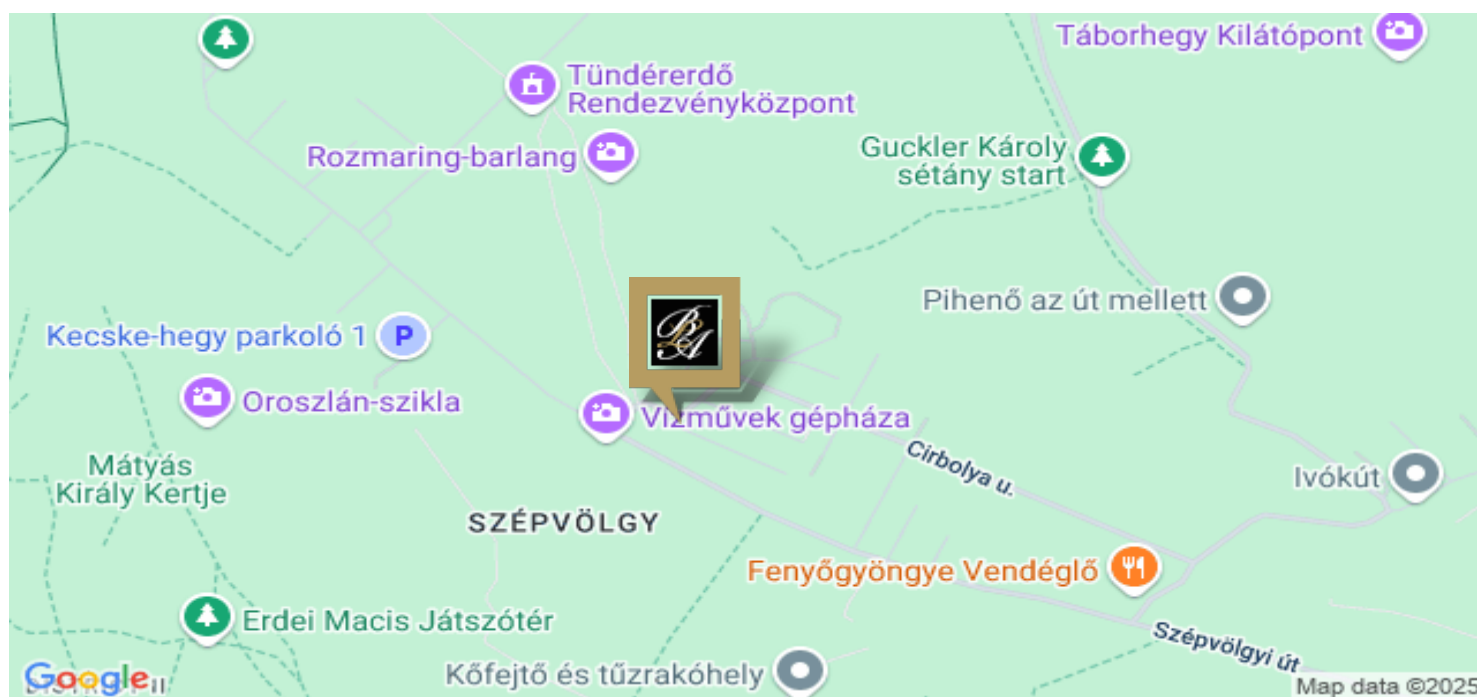 Táborhegy Kilátópont
Tündérerdő
Rendezvényközpont
Rozmaring-barlang
Guckler Károly
sétány start
Pihenő az út mellett
BLA
Kecske-hegy parkoló 1
P
Oroszlán-szikla
Vízművek gépháza
Cirbolya u.
Mátyás
Király Kertje
Ivókút
SZÉPVÖLGY
Fenyőgyöngye Vendéglő
Erdei Macis Játszótér
Szépvölgyi út
Kőfejtő és tűzrakóhely
Google
Map data ©2025